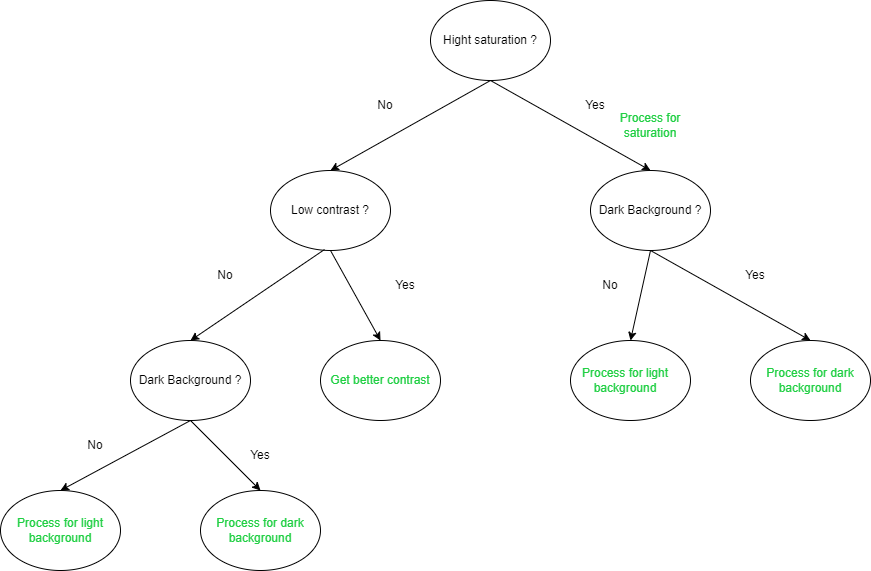 Hight saturation ?
No
Yes
Process for
saturation
Low contrast ?
Dark Background ?
No
Yes
No
Yes
Dark Background ?
Get better contrast
Process for light
background
Process for dark
background
No
Yes
Process for light
background
Process for dark
background